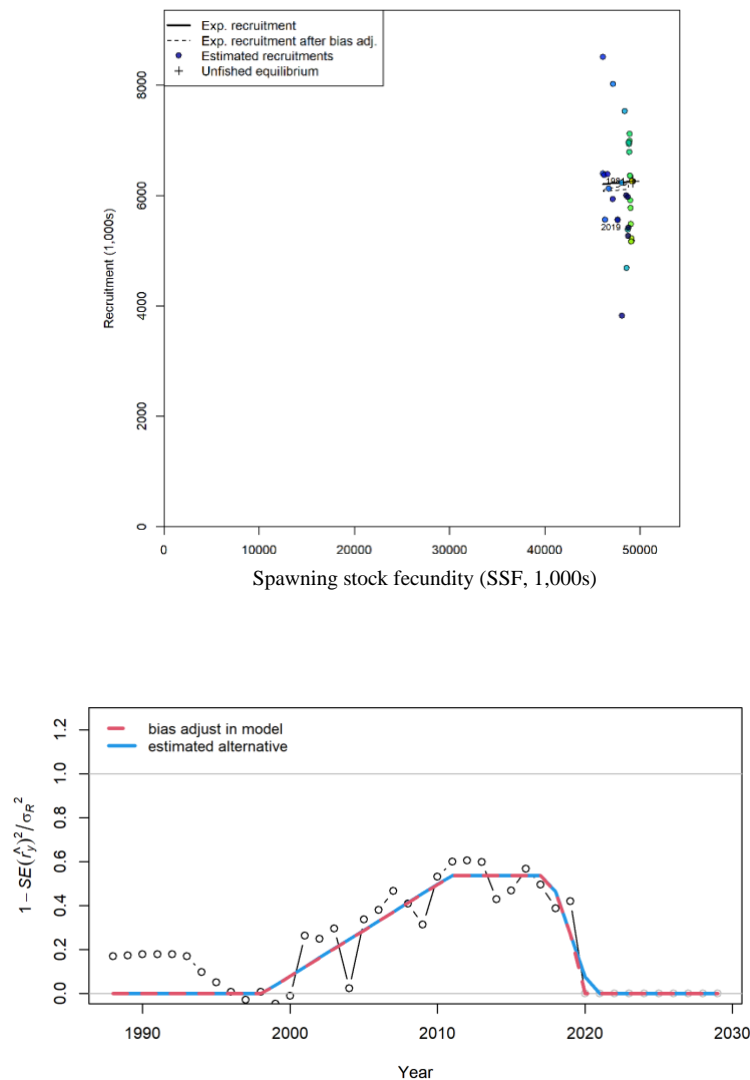 Exp. recruitment
Exp. recruitment after bias adj.
Estimated recruitments
Unfished equilibrium
8000
6000
4000
2000
0
Recruitment (1,000s)
1981
2019
0 10000 20000 30000 40000 50000
Spawning stock fecundity (SSF, 1,000s)
bias adjust in model
estimated alternative
1.2
1.0
0.8
0.6
0.4
0.2
0.0
1 − SE(r̂y)²/σR²
1990 2000 2010 2020 2030
Year